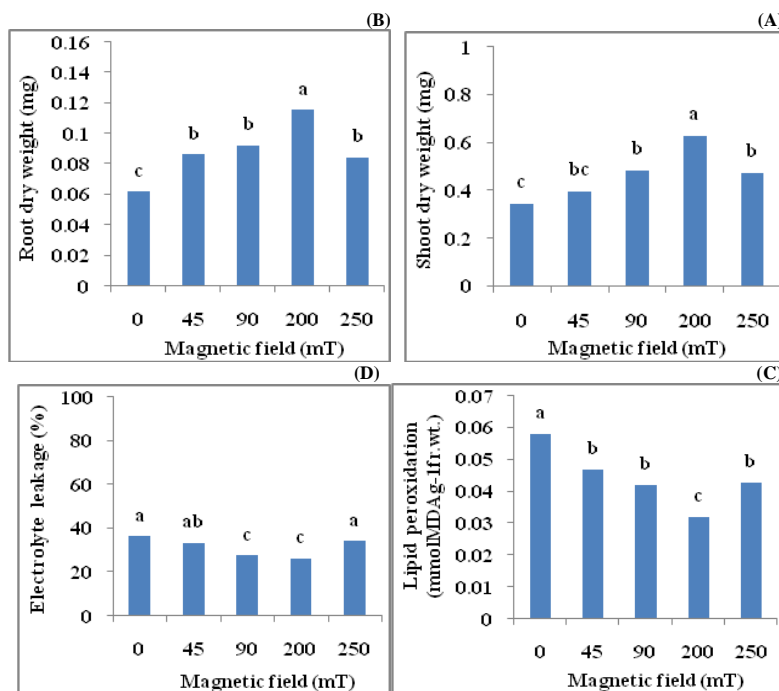 (B)
Root dry weight (mg)
0.16
0.14
0.12
0.1
0.08
0.06
0.04
0.02
0
c
b
b
a
b
0 45 90 200 250
Magnetic field (mT)
(A)
Shoot dry weight (mg)
1
0.8
0.6
0.4
0.2
0
c
bc
b
a
b
0 45 90 200 250
Magnetic field (mT)
(D)
Electrolyte leakage (%)
100
80
60
40
20
0
a
ab
c
c
a
0 45 90 200 250
Magnetic field (mT)
(C)
Lipid peroxidation
(mmolMDAg-1fr.wt.)
0.07
0.06
0.05
0.04
0.03
0.02
0.01
0
a
b
b
c
b
0 45 90 200 250
Magnetic field (mT)